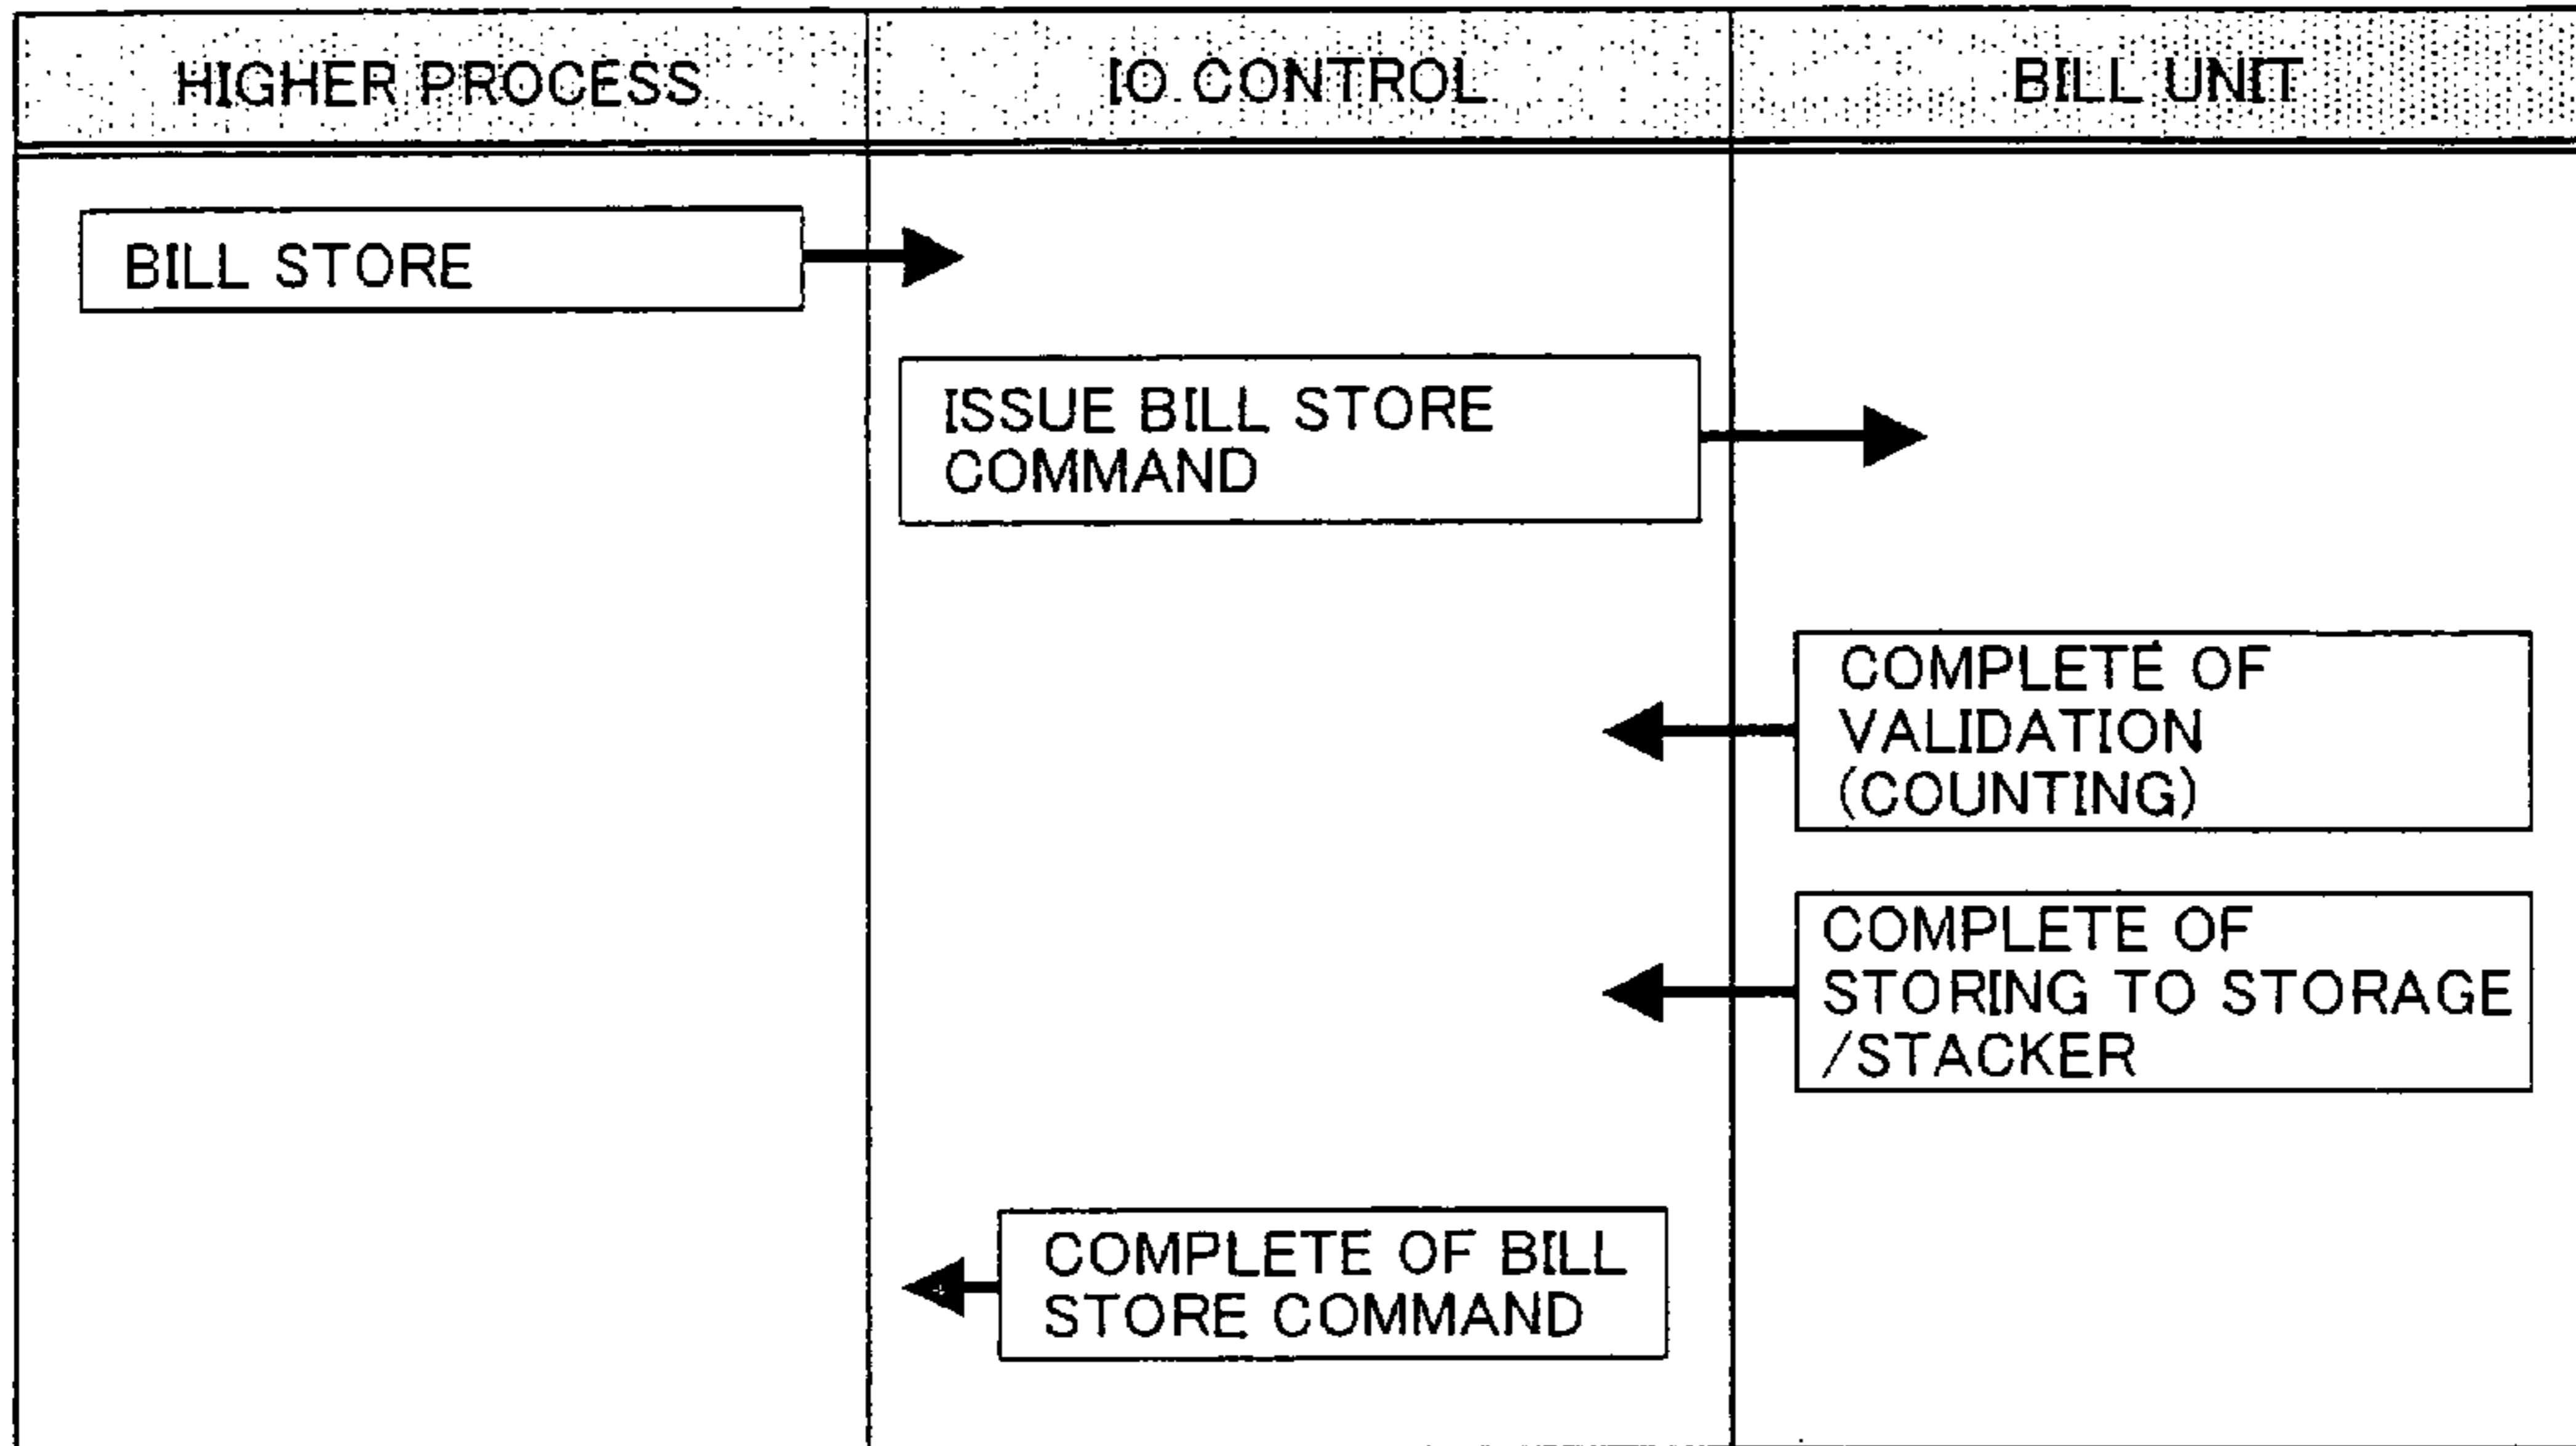 HIGHER PROCESS
IO CONTROL
BILL UNIT
BILL STORE
ISSUE BILL STORE
COMMAND
COMPLETE OF
VALIDATION
(COUNTING)
COMPLETE OF
STORING TO STORAGE
/STACKER
COMPLETE OF BILL
STORE COMMAND